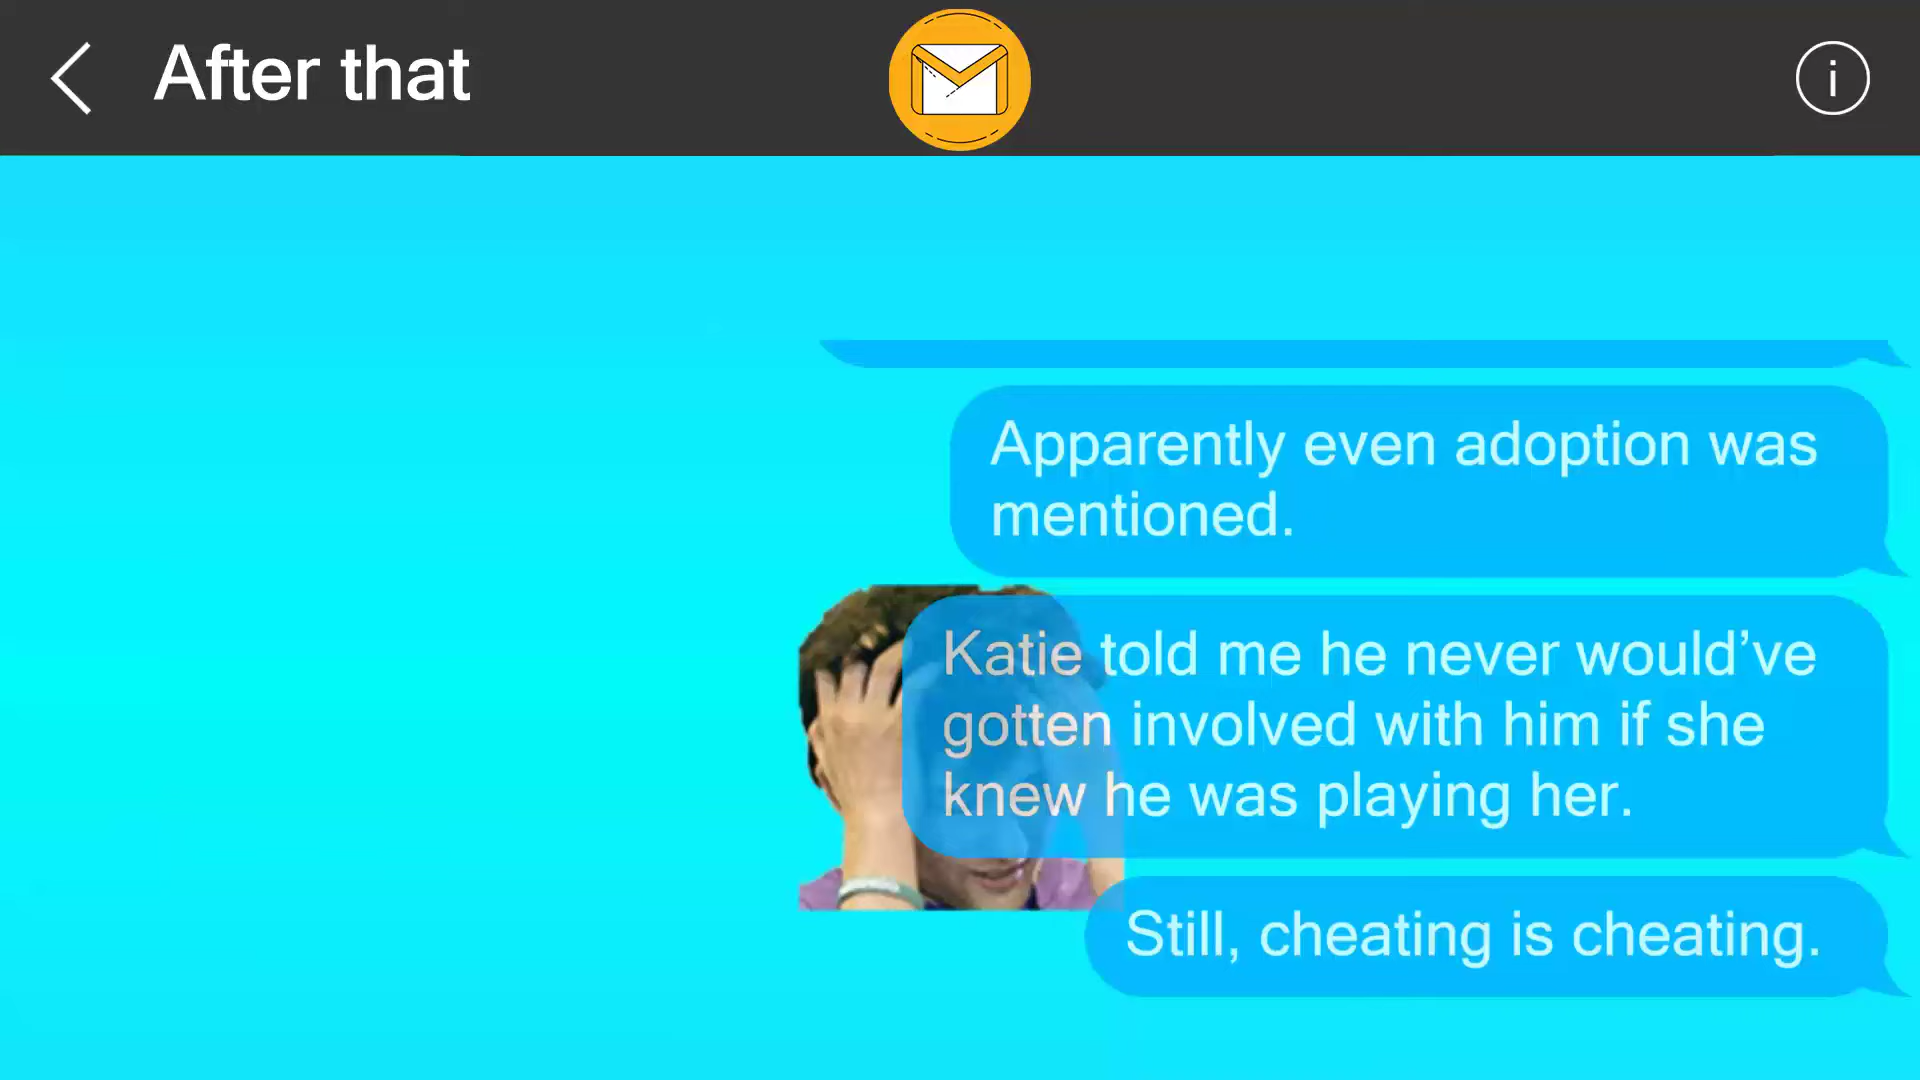 After that
Apparently even adoption was
mentioned.
Katie told me he never would’ve
gotten involved with him if she
knew he was playing her.
Still, cheating is cheating.